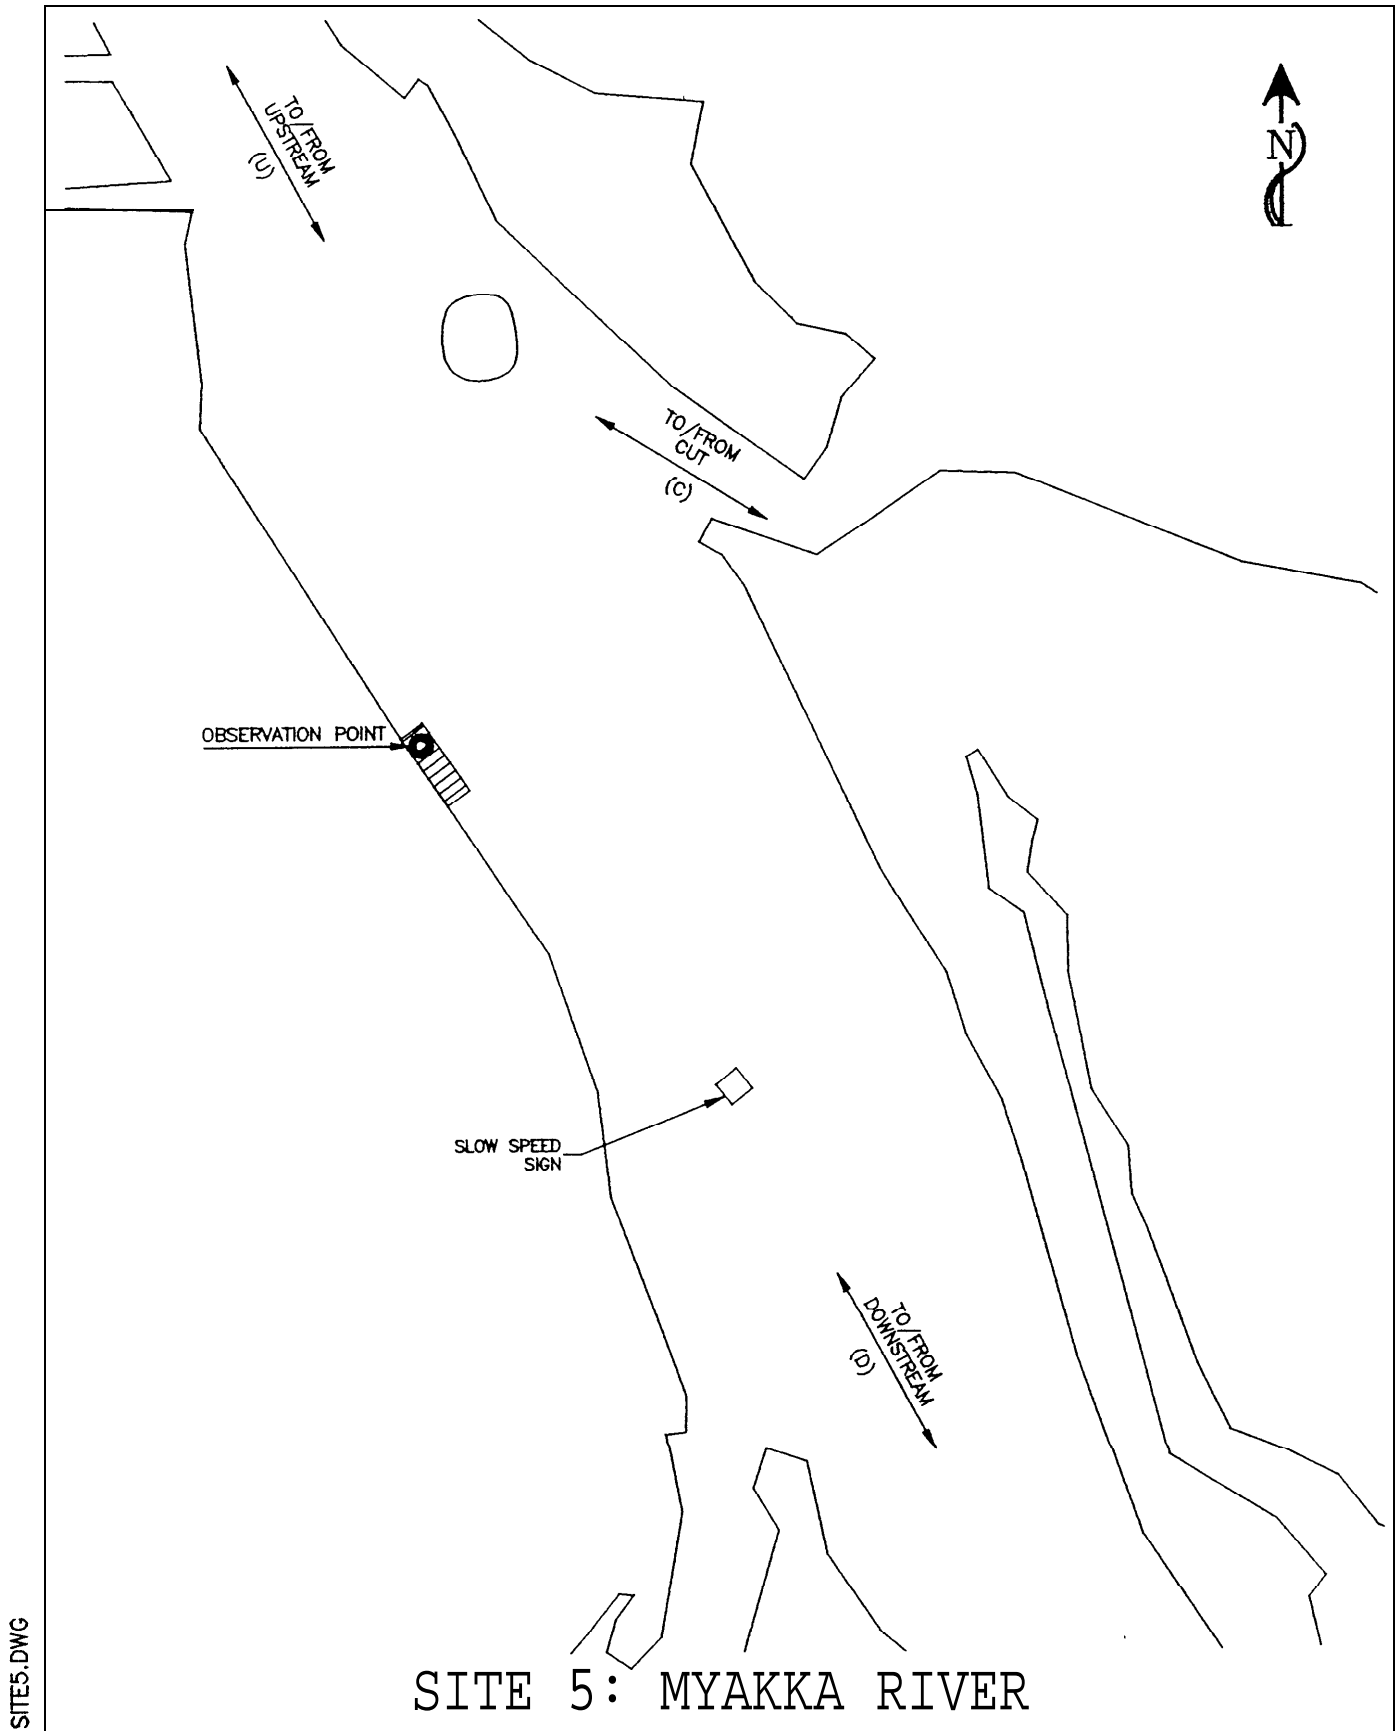 TO/FROM
UPSTREAM
(U)
N
TO/FROM
CUT
(C)
OBSERVATION POINT
SLOW SPEED
SIGN
TO/FROM
DOWNSTREAM
(D)
SITE5.DWG
SITE 5: MYAKKA RIVER